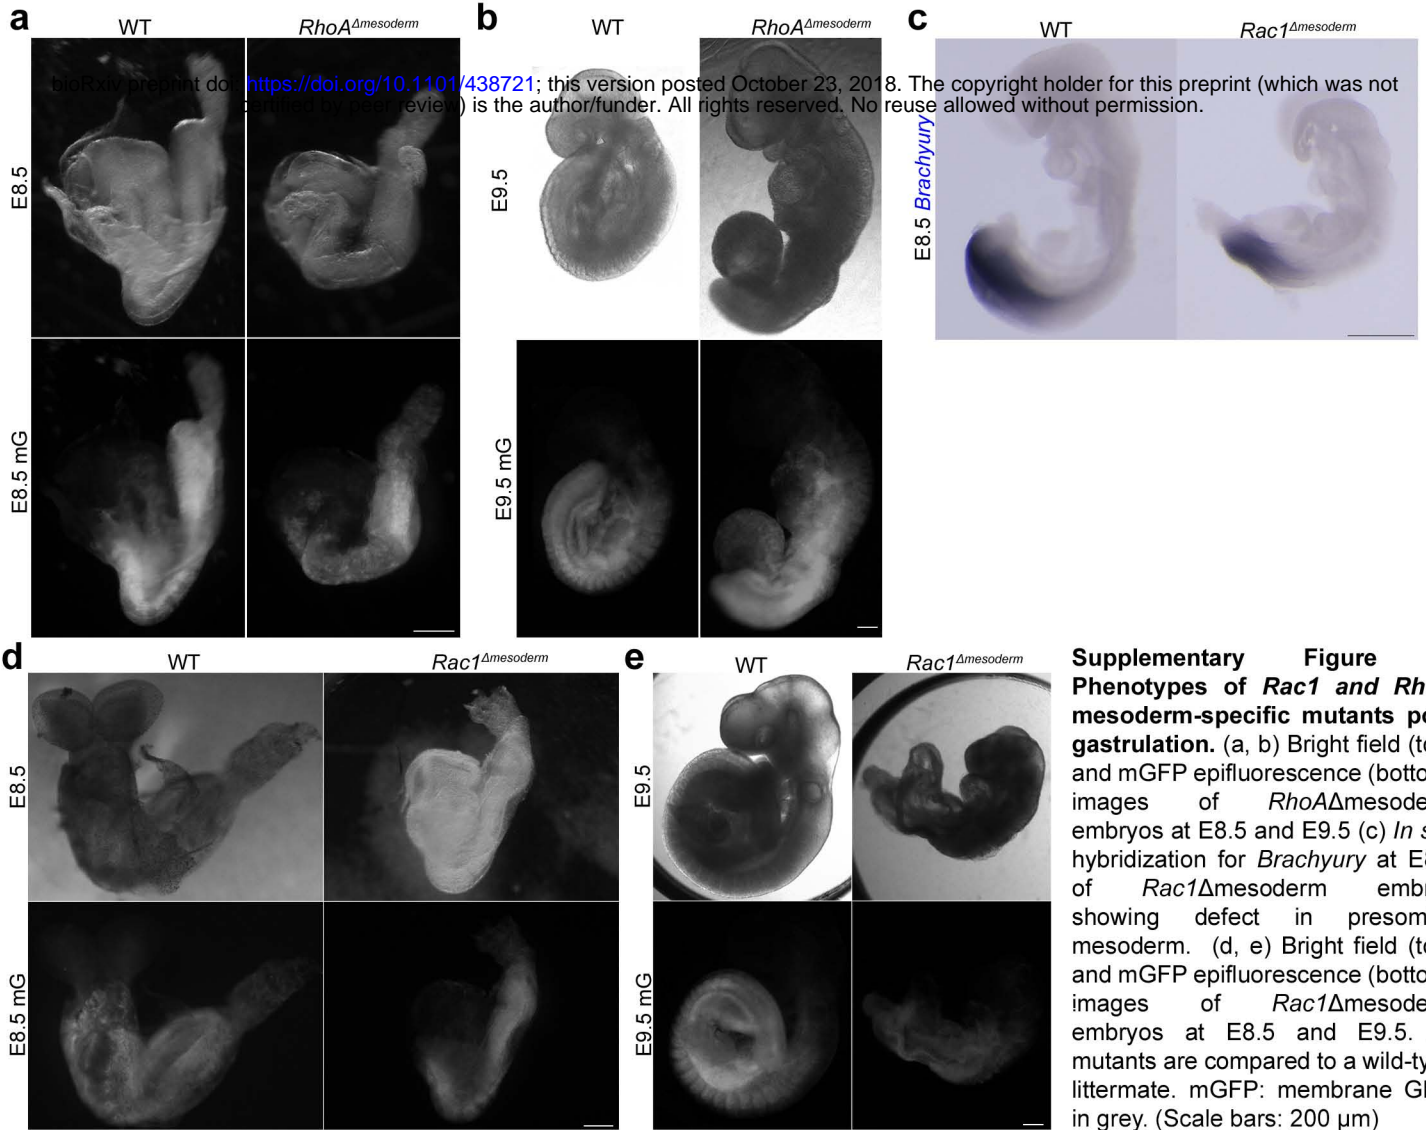 a
WT
RhoAΔmesoderm
b
WT
RhoAΔmesoderm
c
WT
Rac1Δmesoderm
bioRxiv preprint doi: https://doi.org/10.1101/438721; this version posted October 23, 2018. The copyright holder for this preprint (which was not
certified by peer review) is the author/funder. All rights reserved. No reuse allowed without permission.
E8.5
E9.5
E8.5 Brachyury
E8.5 mG
E9.5 mG
d
WT
Rac1Δmesoderm
e
WT
Rac1Δmesoderm
E8.5
E9.5
E8.5 mG
E9.5 mG
Supplementary Figure
Phenotypes of Rac1 and Rh
mesoderm-specific mutants po
gastrulation. (a, b) Bright field (to
and mGFP epifluorescence (botto
images of RhoAΔmesode
embryos at E8.5 and E9.5 (c) In s
hybridization for Brachyury at E8
of Rac1Δmesoderm embr
showing defect in presom
mesoderm. (d, e) Bright field (to
and mGFP epifluorescence (botto
images of Rac1Δmesode
embryos at E8.5 and E9.5.
mutants are compared to a wild-ty
littermate. mGFP: membrane G
in grey. (Scale bars: 200 µm)